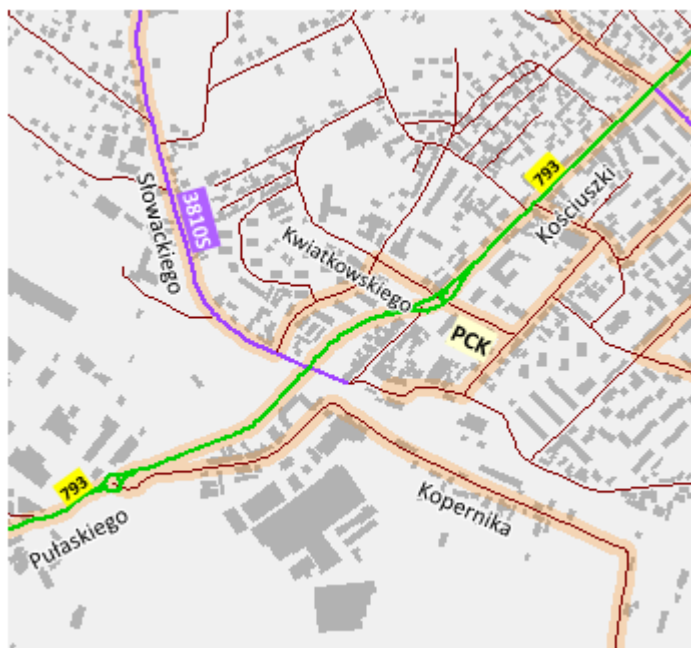 793
Kościuszki
Słowackiego
3810S
Kwiatkowskiego
PCK
793
Pułaskiego
Kopernika